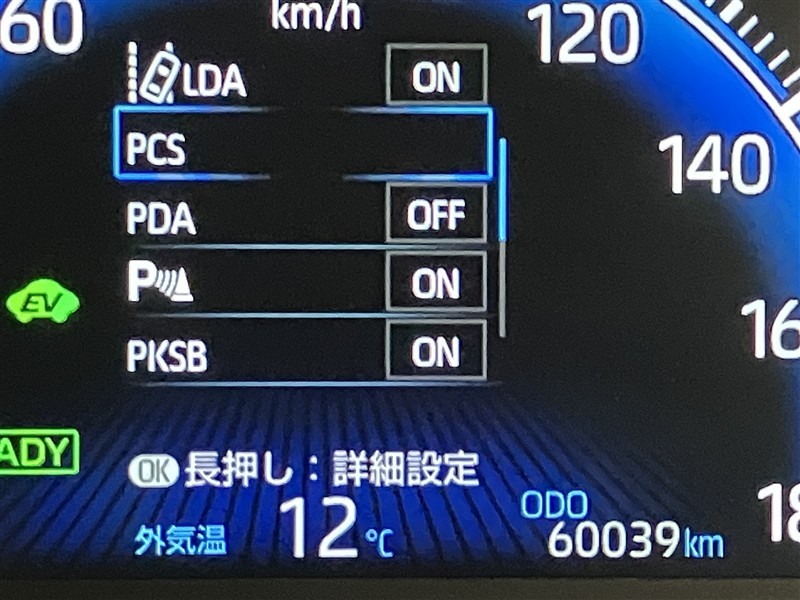 60
km/h
120
LDA ON
PCS
140
PDA OFF
P ON
EV
16
PKSB ON
ADY
OK 長押し：詳細設定
18
外気温 12℃
ODO
60039km